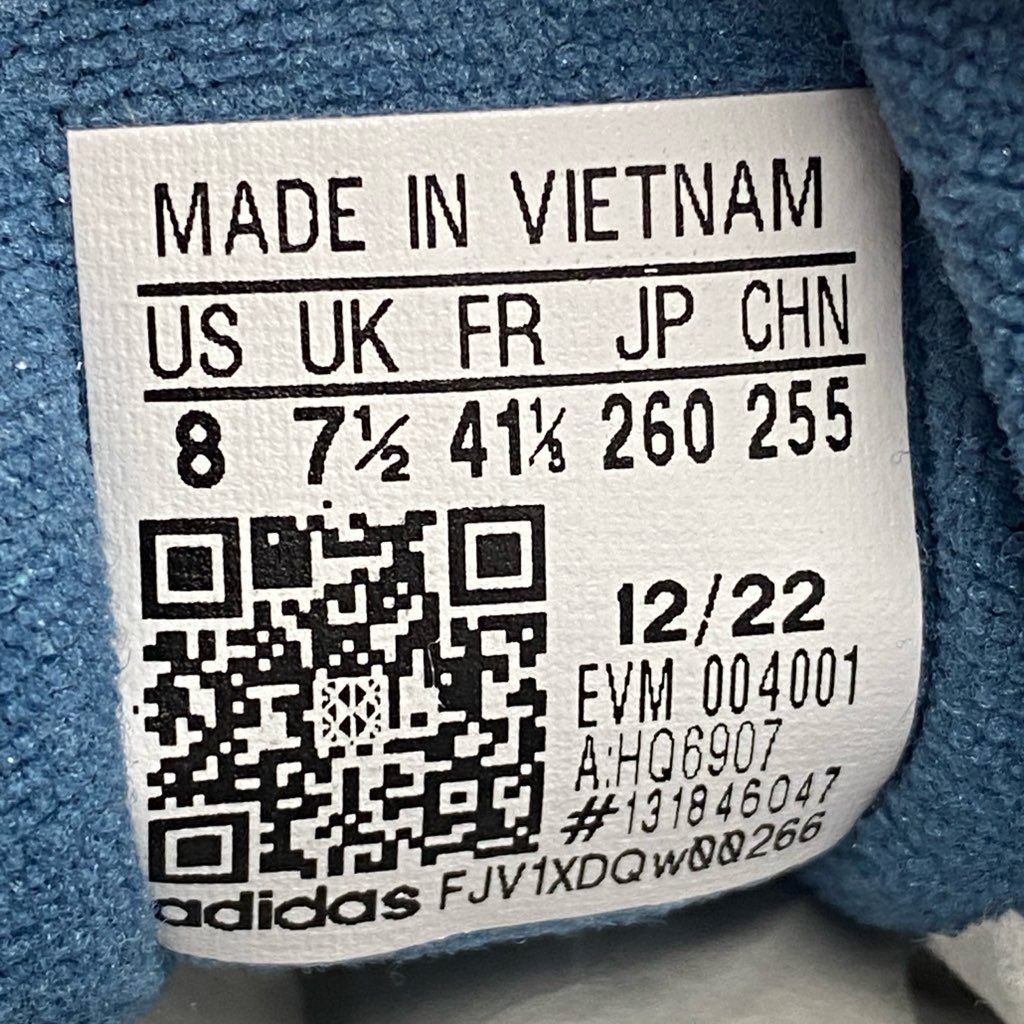 MADE IN VIETNAM
US UK FR JP CHN
8 7½ 41⅓ 260 255
12/22
EVM 004001
A:HQ6907
#131846047
adidas FJV1XDQw00266